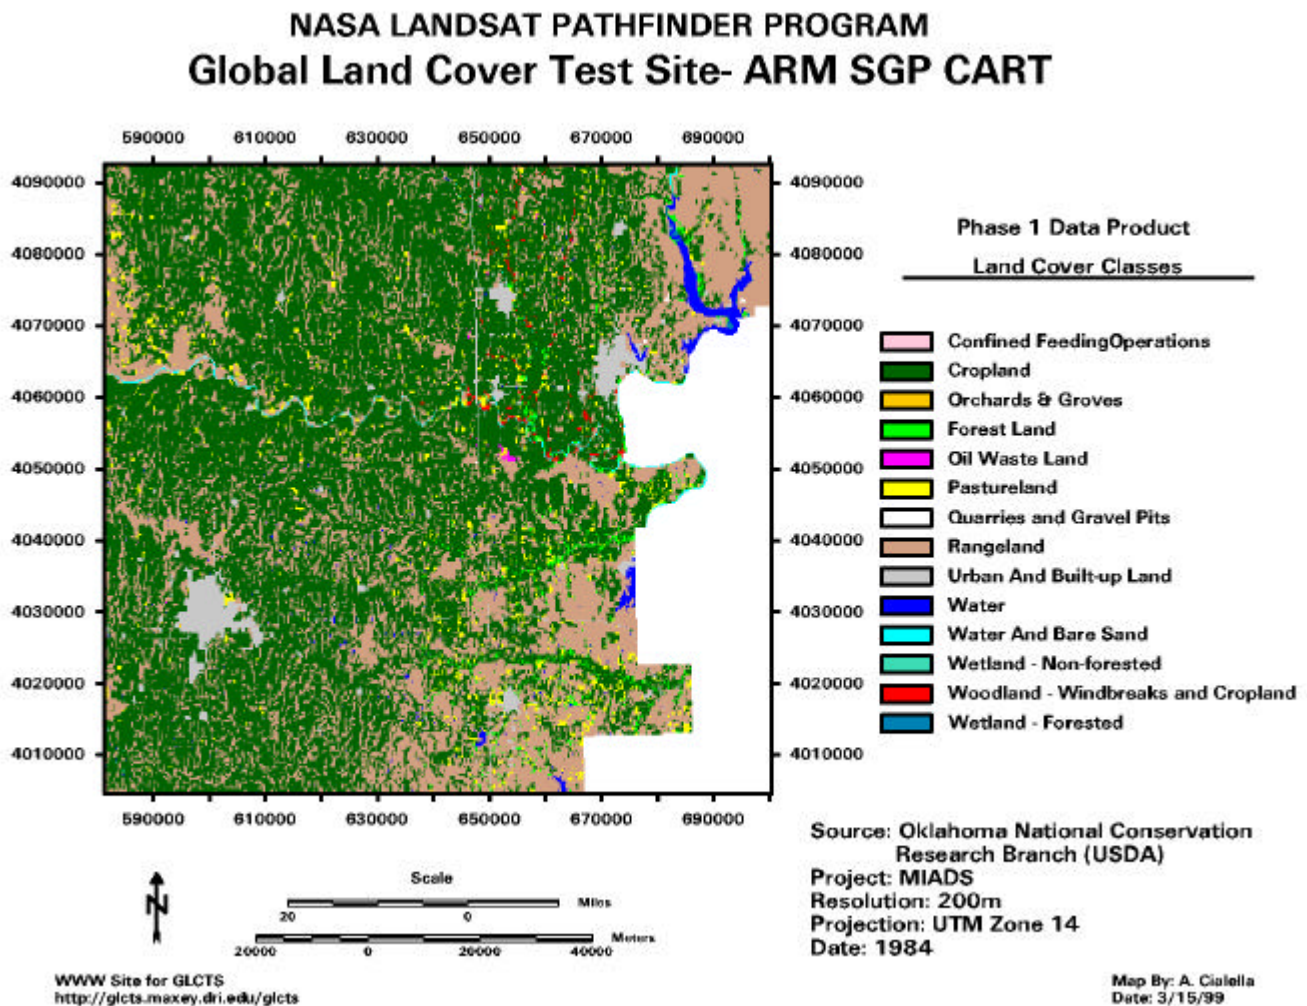 NASA LANDSAT PATHFINDER PROGRAM
Global Land Cover Test Site- ARM SGP CART
590000 610000 630000 650000 670000 690000
4090000 4090000
4080000 4080000
4070000 4070000
4060000 4060000
4050000 4050000
4040000 4040000
4030000 4030000
4020000 4020000
4010000 4010000
590000 610000 630000 650000 670000 690000
Phase 1 Data Product
Land Cover Classes
Confined FeedingOperations
Cropland
Orchards & Groves
Forest Land
Oil Waste Land
Pastureland
Quarries and Gravel Pits
Rangeland
Urban And Built-up Land
Water
Water And Bare Sand
Wetland - Non-forested
Woodland - Windbreaks and Cropland
Wetland - Forested
N
Scale
Miles
20 0
Meters
20000 0 20000 40000
Source: Oklahoma National Conservation
Research Branch (USDA)
Project: MIADS
Resolution: 200m
Projection: UTM Zone 14
Date: 1984
WWW Site for GLCTS
http://glcts.maxey.dri.edu/glcts
Map By: A. Cialella
Date: 3/15/99